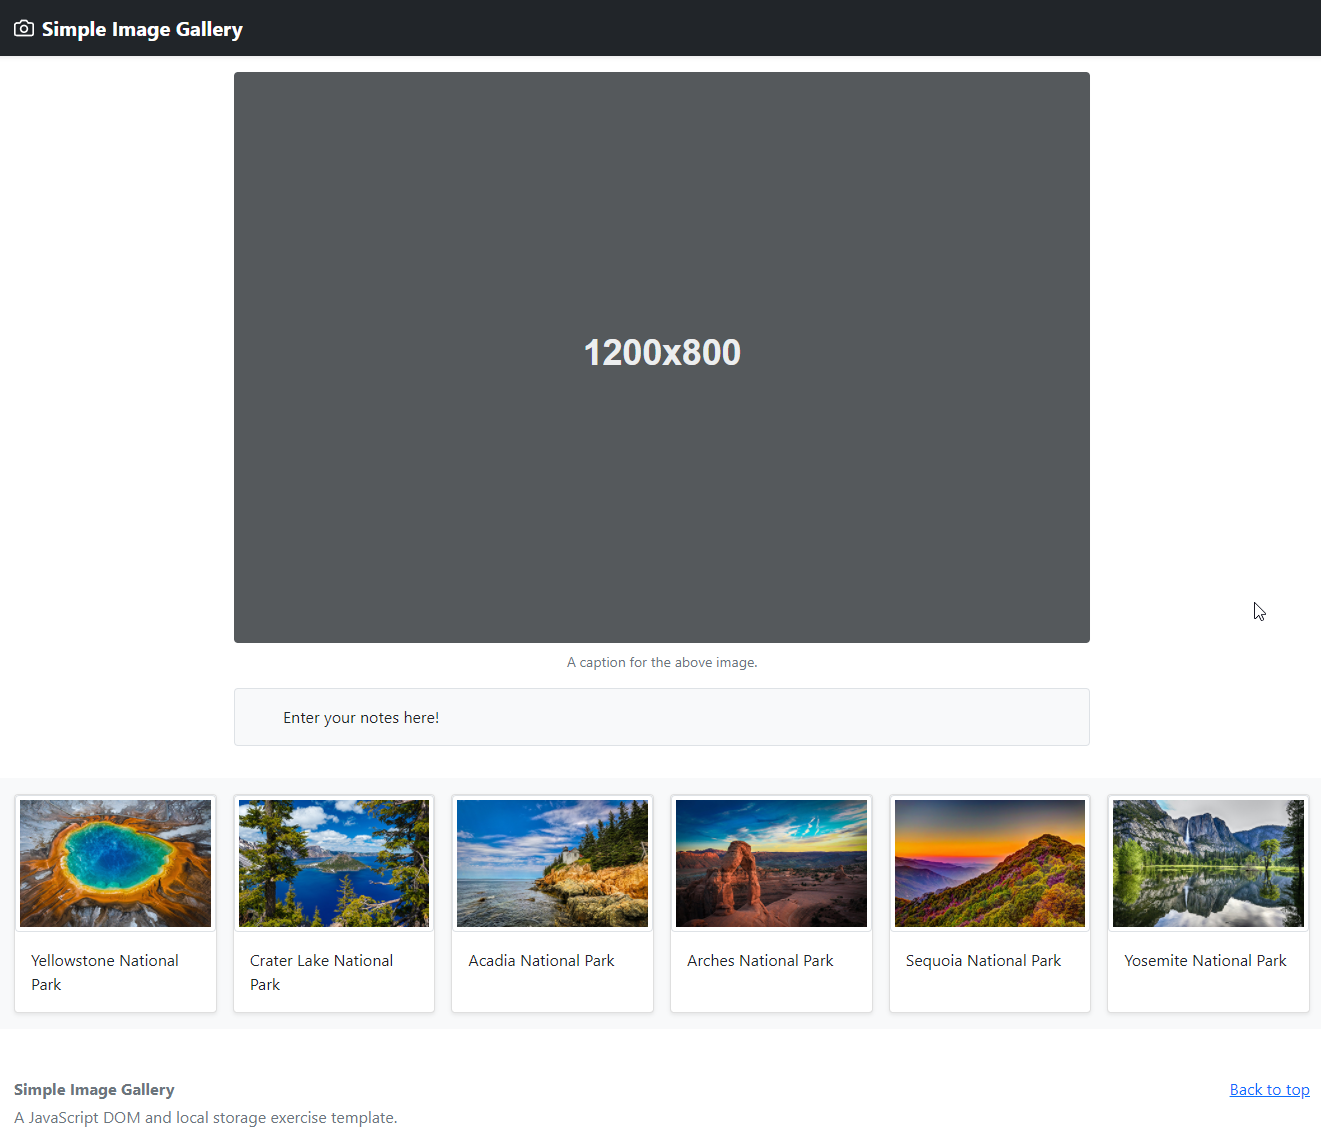 Simple Image Gallery
1200x800
A caption for the above image.
Enter your notes here!
Yellowstone National
Park
Crater Lake National
Park
Acadia National Park
Arches National Park
Sequoia National Park
Yosemite National Park
Simple Image Gallery
Back to top
A JavaScript DOM and local storage exercise template.